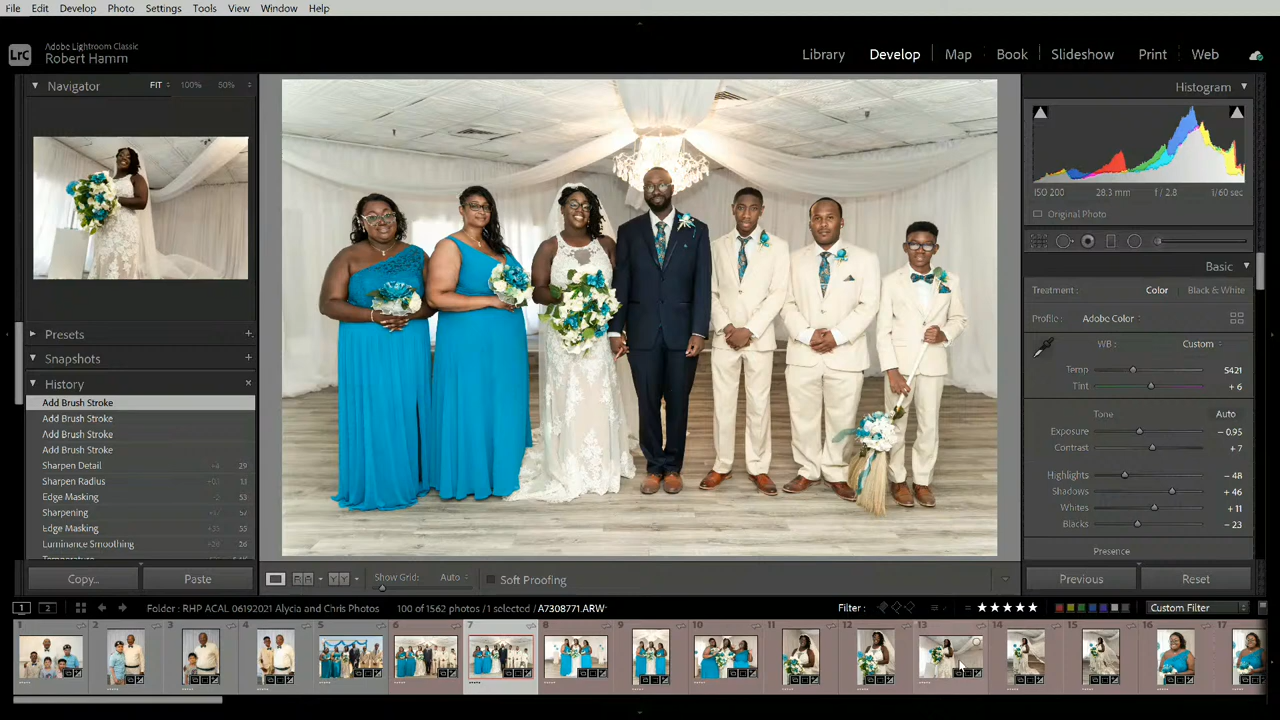 File Edit Develop Photo Settings Tools View Window Help
LrC Adobe Lightroom Classic
Robert Hamm
Library Develop Map Book Slideshow Print Web
Navigator FIT 100% 50%
Histogram
ISO 200 28.3 mm f / 2.8 f/60 sec
Original Photo
Basic
Treatment : Color Black & White
Profile : Adobe Color
WB : Custom
Temp 5421
Tint + 6
Tone Auto
Exposure − 0.95
Contrast + 7
Highlights − 48
Shadows + 46
Whites + 11
Blacks − 23
Presence
Presets
Snapshots
History
Add Brush Stroke
Add Brush Stroke
Add Brush Stroke
Add Brush Stroke
Sharpen Detail 29
Sharpen Radius
Edge Masking 53
Sharpening
Edge Masking 55
Luminance Smoothing 26
Copy... Paste
Show Grid: Auto Soft Proofing
Previous Reset
1 2 Folder : RHP ACAL 06192021 Alycia and Chris Photos 100 of 1562 photos /1 selected /A7308771.ARW
Filter : ★★★★★ Custom Filter
1 2 3 4 5 6 7 8 9 10 11 12 13 14 15 16 17